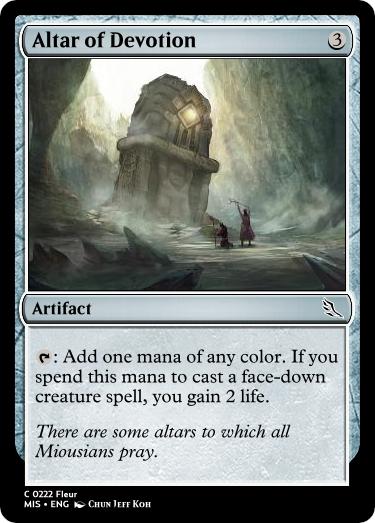 Altar of Devotion 3
Artifact
: Add one mana of any color. If you
spend this mana to cast a face-down
creature spell, you gain 2 life.
There are some altars to which all
Miousians pray.
C 0222 Fleur
MIS • ENG Chun Jeff Koh